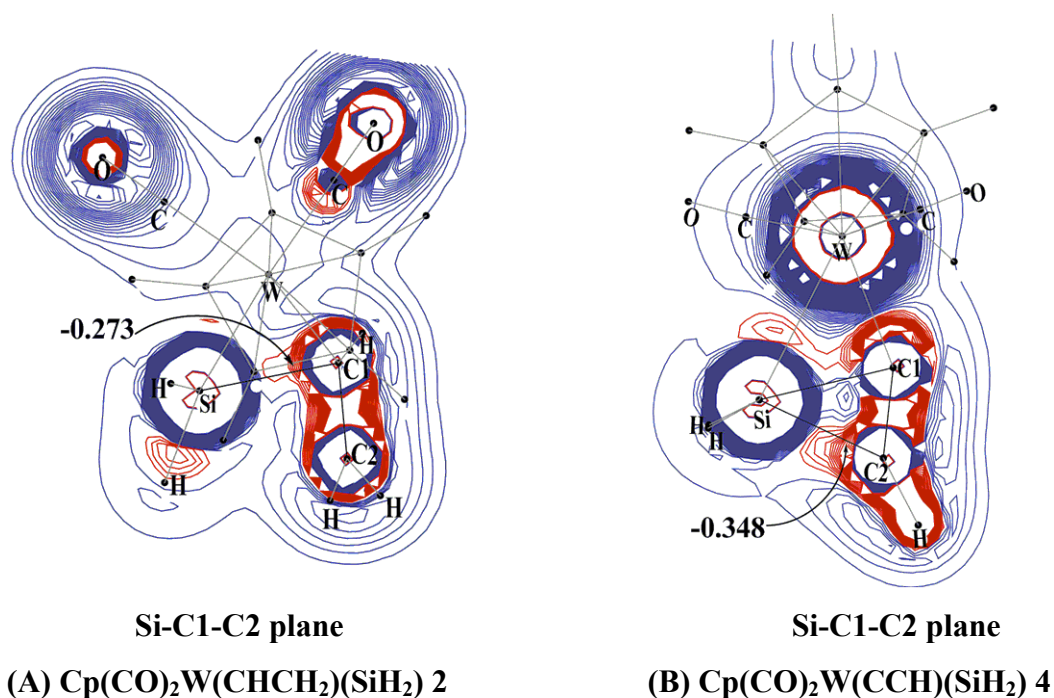 O
O
C
C
W
-0.273
H
C1
H
Si
C2
H
H
H
Si-C1-C2 plane
(A) Cp(CO)₂W(CHCH₂)(SiH₂) 2
O
C
W
C
O
C1
Si
H
H
C2
-0.348
H
Si-C1-C2 plane
(B) Cp(CO)₂W(CCH)(SiH₂) 4